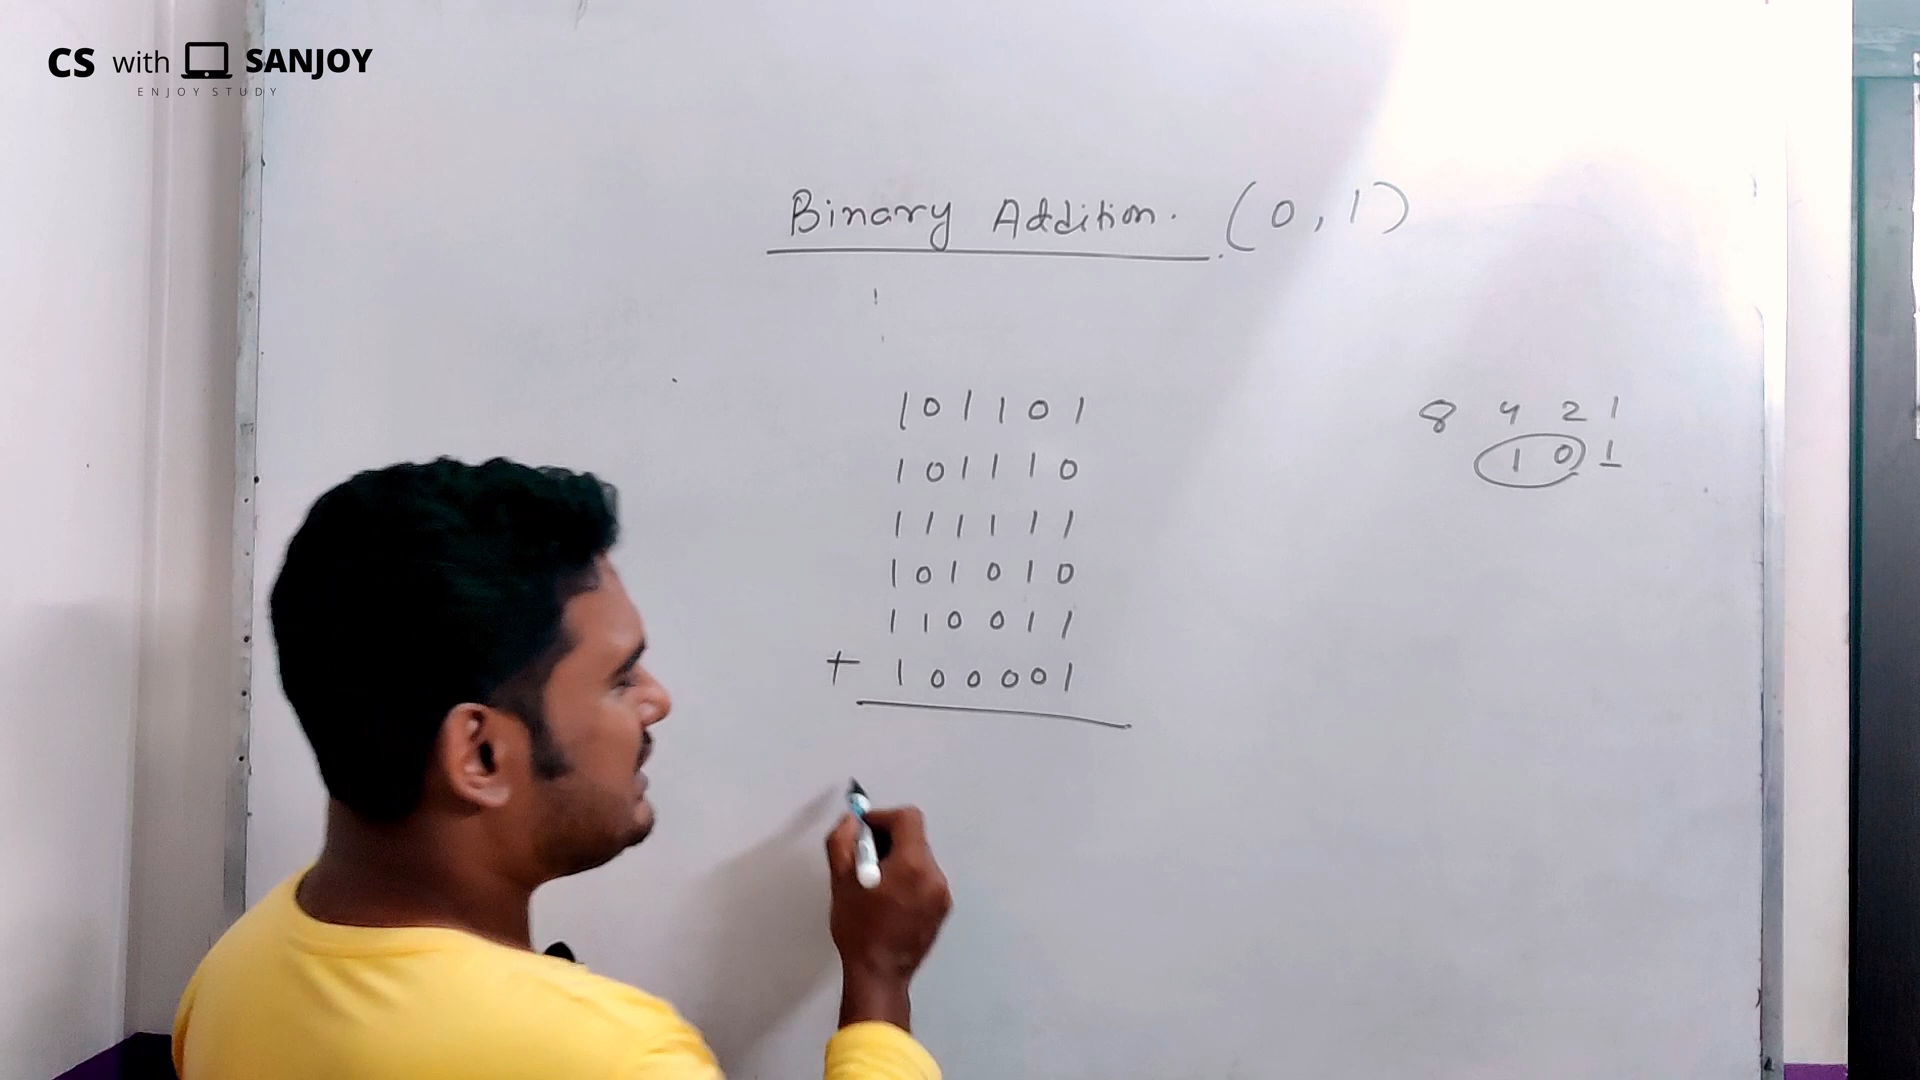 CS with SANJOY
ENJOY STUDY
Binary Addition. (0,1)
101101
101110
111111
101010
110011
+ 100001
8 4 2 1
1 0 1